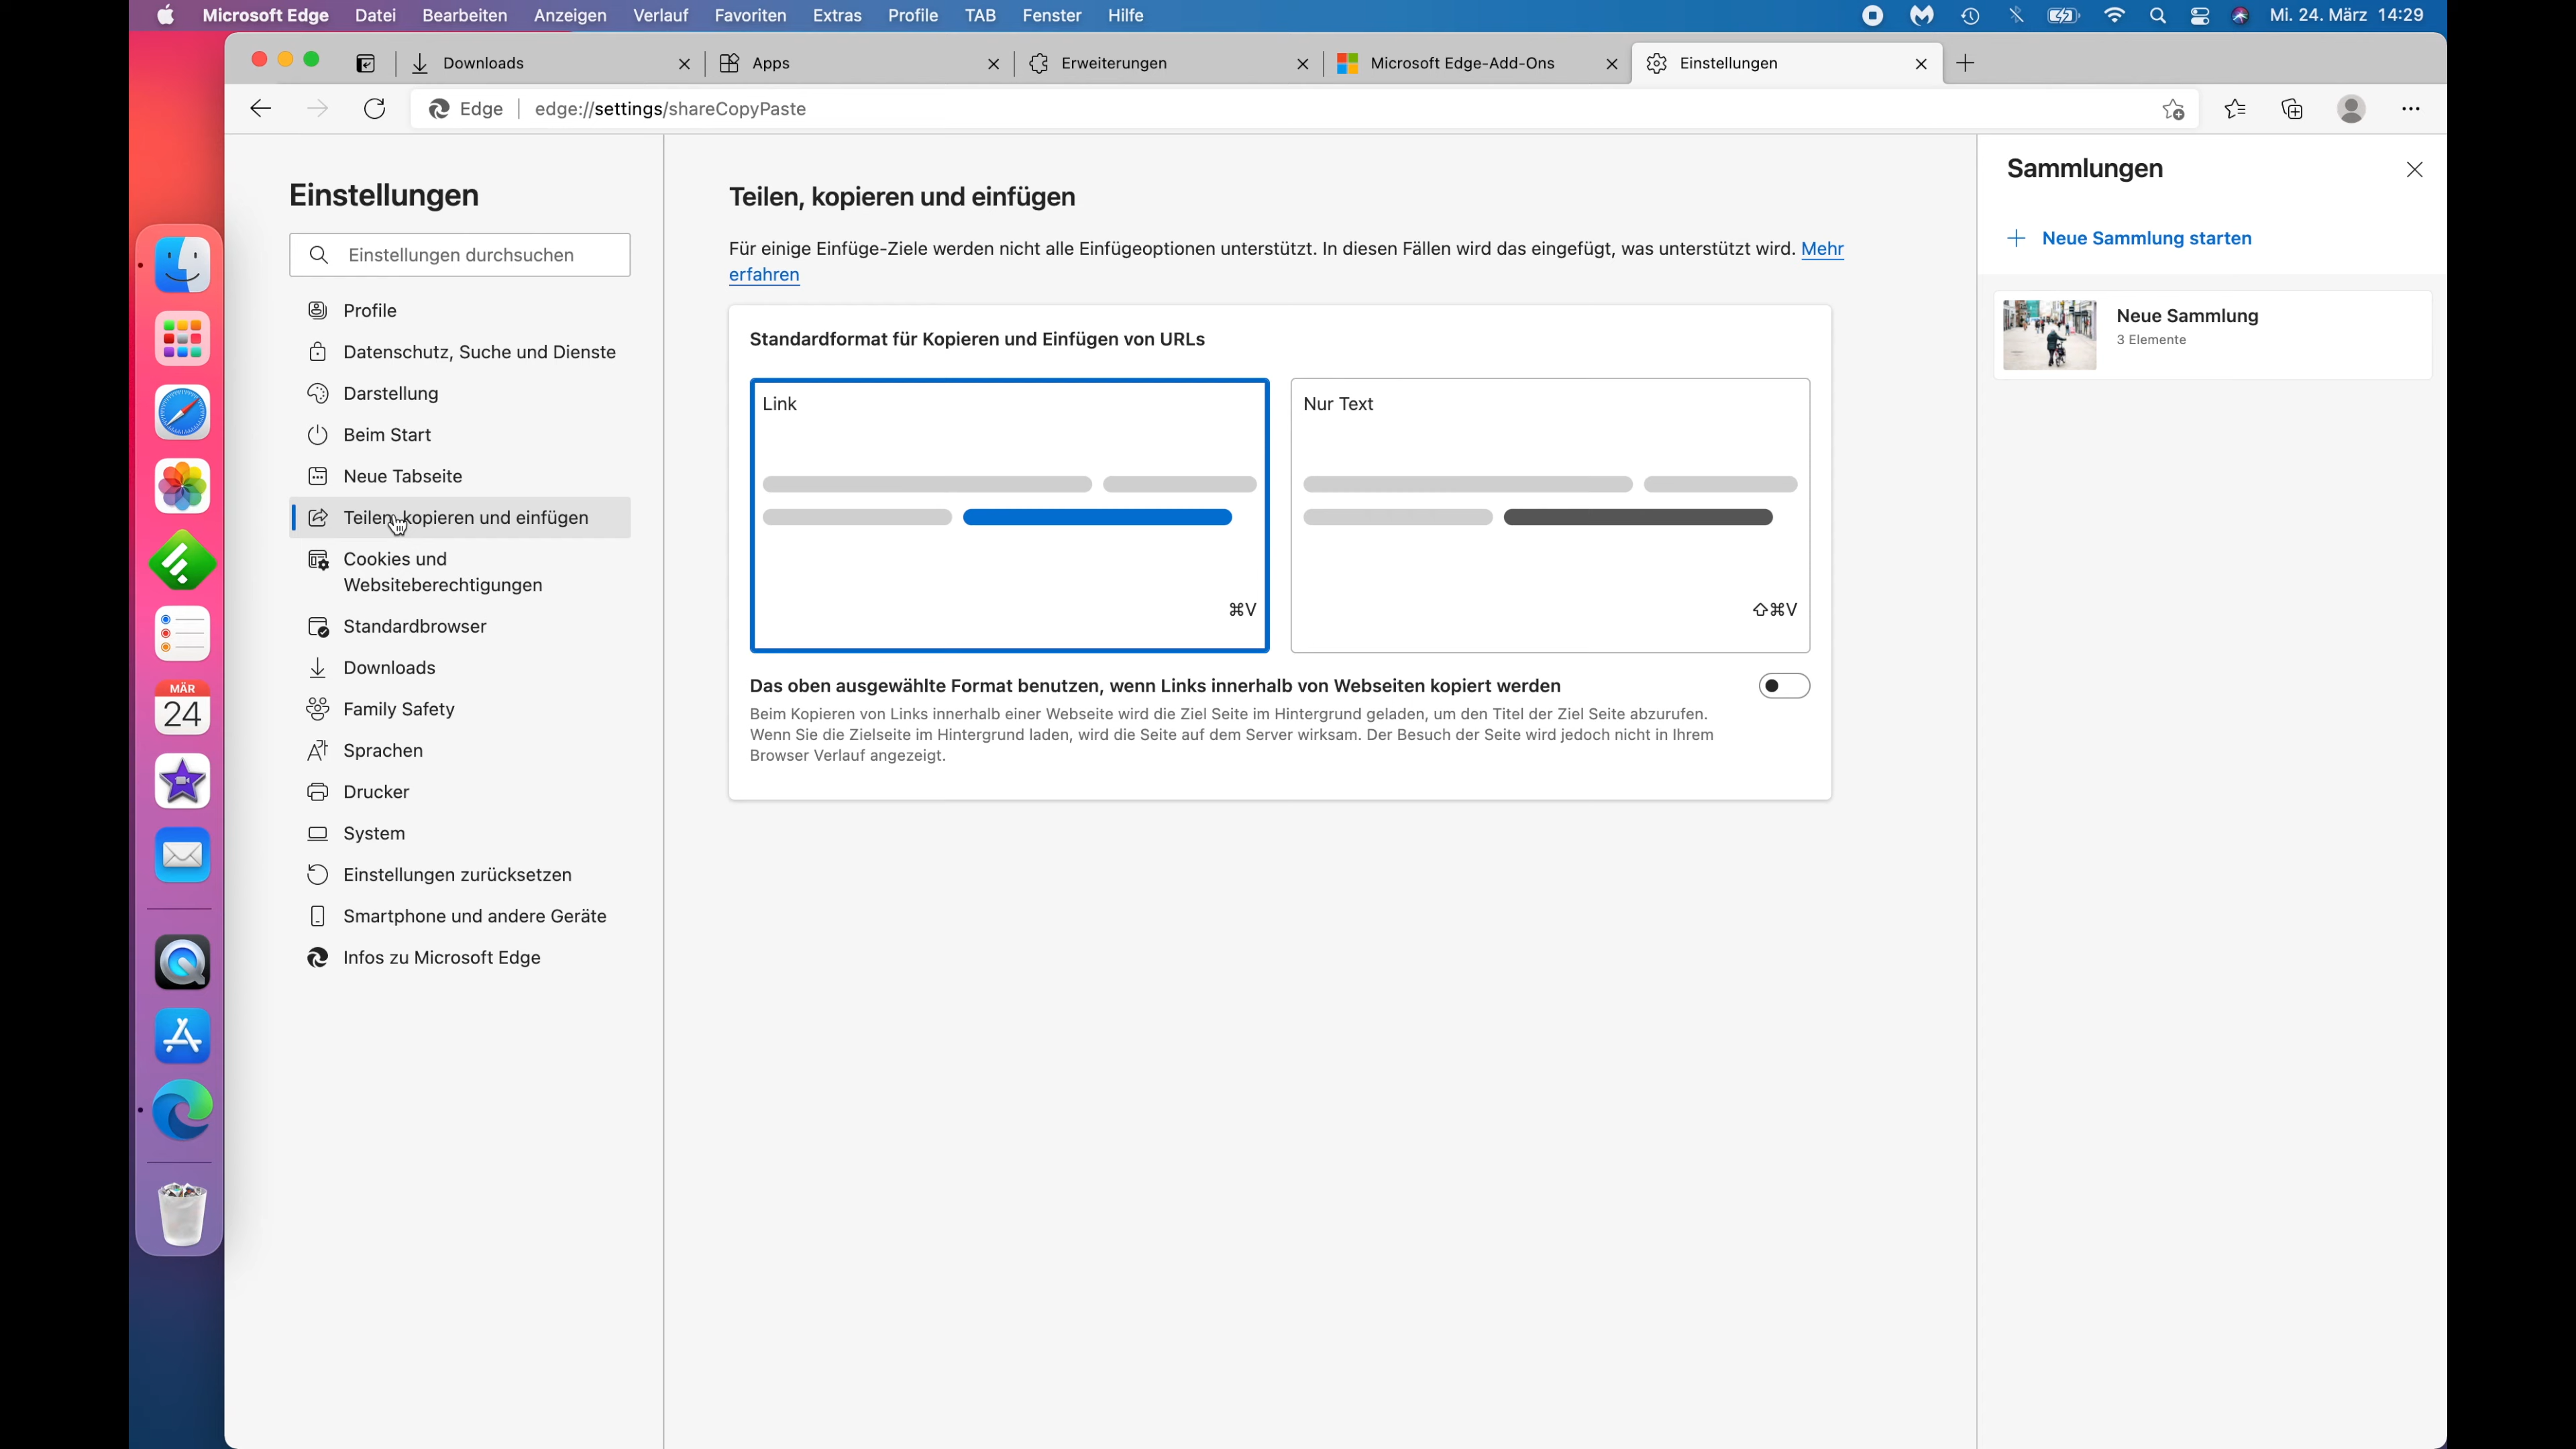 Microsoft Edge Datei Bearbeiten Anzeigen Verlauf Favoriten Extras Profile TAB Fenster Hilfe Mi. 24. März 14:29
Downloads Apps Erweiterungen Microsoft Edge-Add-Ons Einstellungen
Edge edge://settings/shareCopyPaste
Einstellungen
Einstellungen durchsuchen
Profile
Datenschutz, Suche und Dienste
Darstellung
Beim Start
Neue Tabseite
Teilen, kopieren und einfügen
Cookies und
Websiteberechtigungen
Standardbrowser
Downloads
Family Safety
Sprachen
Drucker
System
Einstellungen zurücksetzen
Smartphone und andere Geräte
Infos zu Microsoft Edge
Teilen, kopieren und einfügen
Für einige Einfüge-Ziele werden nicht alle Einfügeoptionen unterstützt. In diesen Fällen wird das eingefügt, was unterstützt wird. Mehr
erfahren
Standardformat für Kopieren und Einfügen von URLs
Link
⌘V
Nur Text
⇧⌘V
Das oben ausgewählte Format benutzen, wenn Links innerhalb von Webseiten kopiert werden
Beim Kopieren von Links innerhalb einer Webseite wird die Ziel Seite im Hintergrund geladen, um den Titel der Ziel Seite abzurufen.
Wenn Sie die Zielseite im Hintergrund laden, wird die Seite auf dem Server wirksam. Der Besuch der Seite wird jedoch nicht in Ihrem
Browser Verlauf angezeigt.
Sammlungen
Neue Sammlung starten
Neue Sammlung
3 Elemente
MÄR
24